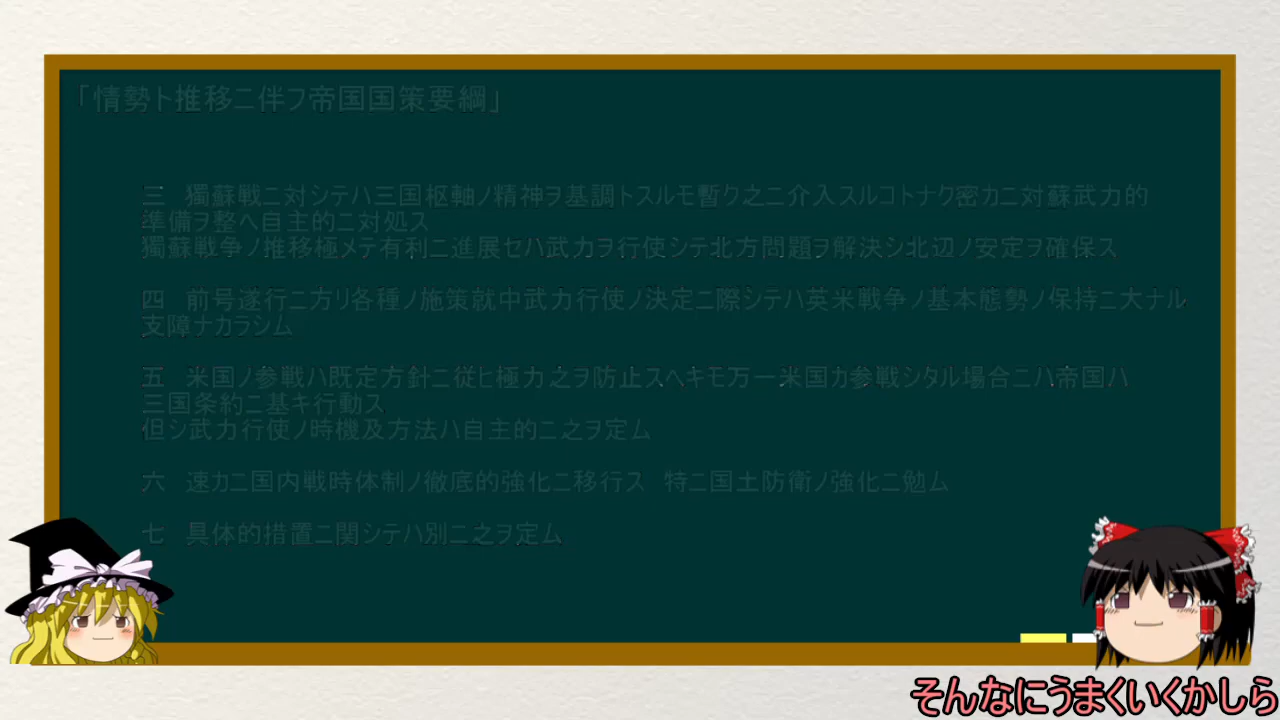 「情勢ト推移ニ伴フ帝国国策要綱」
三　獨蘇戦ニ対シテハ三国枢軸ノ精神ヲ基調トスルモ暫ク之ニ介入スルコトナク密カニ対蘇武力的
準備ヲ整ヘ自主的ニ対処ス
獨蘇戦争ノ推移極メテ有利ニ進展セハ武力ヲ行使シテ北方問題ヲ解決シ北辺ノ安定ヲ確保ス
四　前号遂行ニ方リ各種ノ施策就中武力行使ノ決定ニ際シテハ英米戦争ノ基本態勢ノ保持ニ大ナル
支障ナカラシム
五　米国ノ参戦ハ既定方針ニ従ヒ極力之ヲ防止スヘキモ万一米国カ参戦シタル場合ニハ帝国ハ
三国条約ニ基キ行動ス
但シ武力行使ノ時機及方法ハ自主的ニ之ヲ定ム
六　速カニ国内戦時体制ノ徹底的強化ニ移行ス　特ニ国土防衛ノ強化ニ勉ム
七　具体的措置ニ関シテハ別ニ之ヲ定ム
そんなにうまくいくかしら